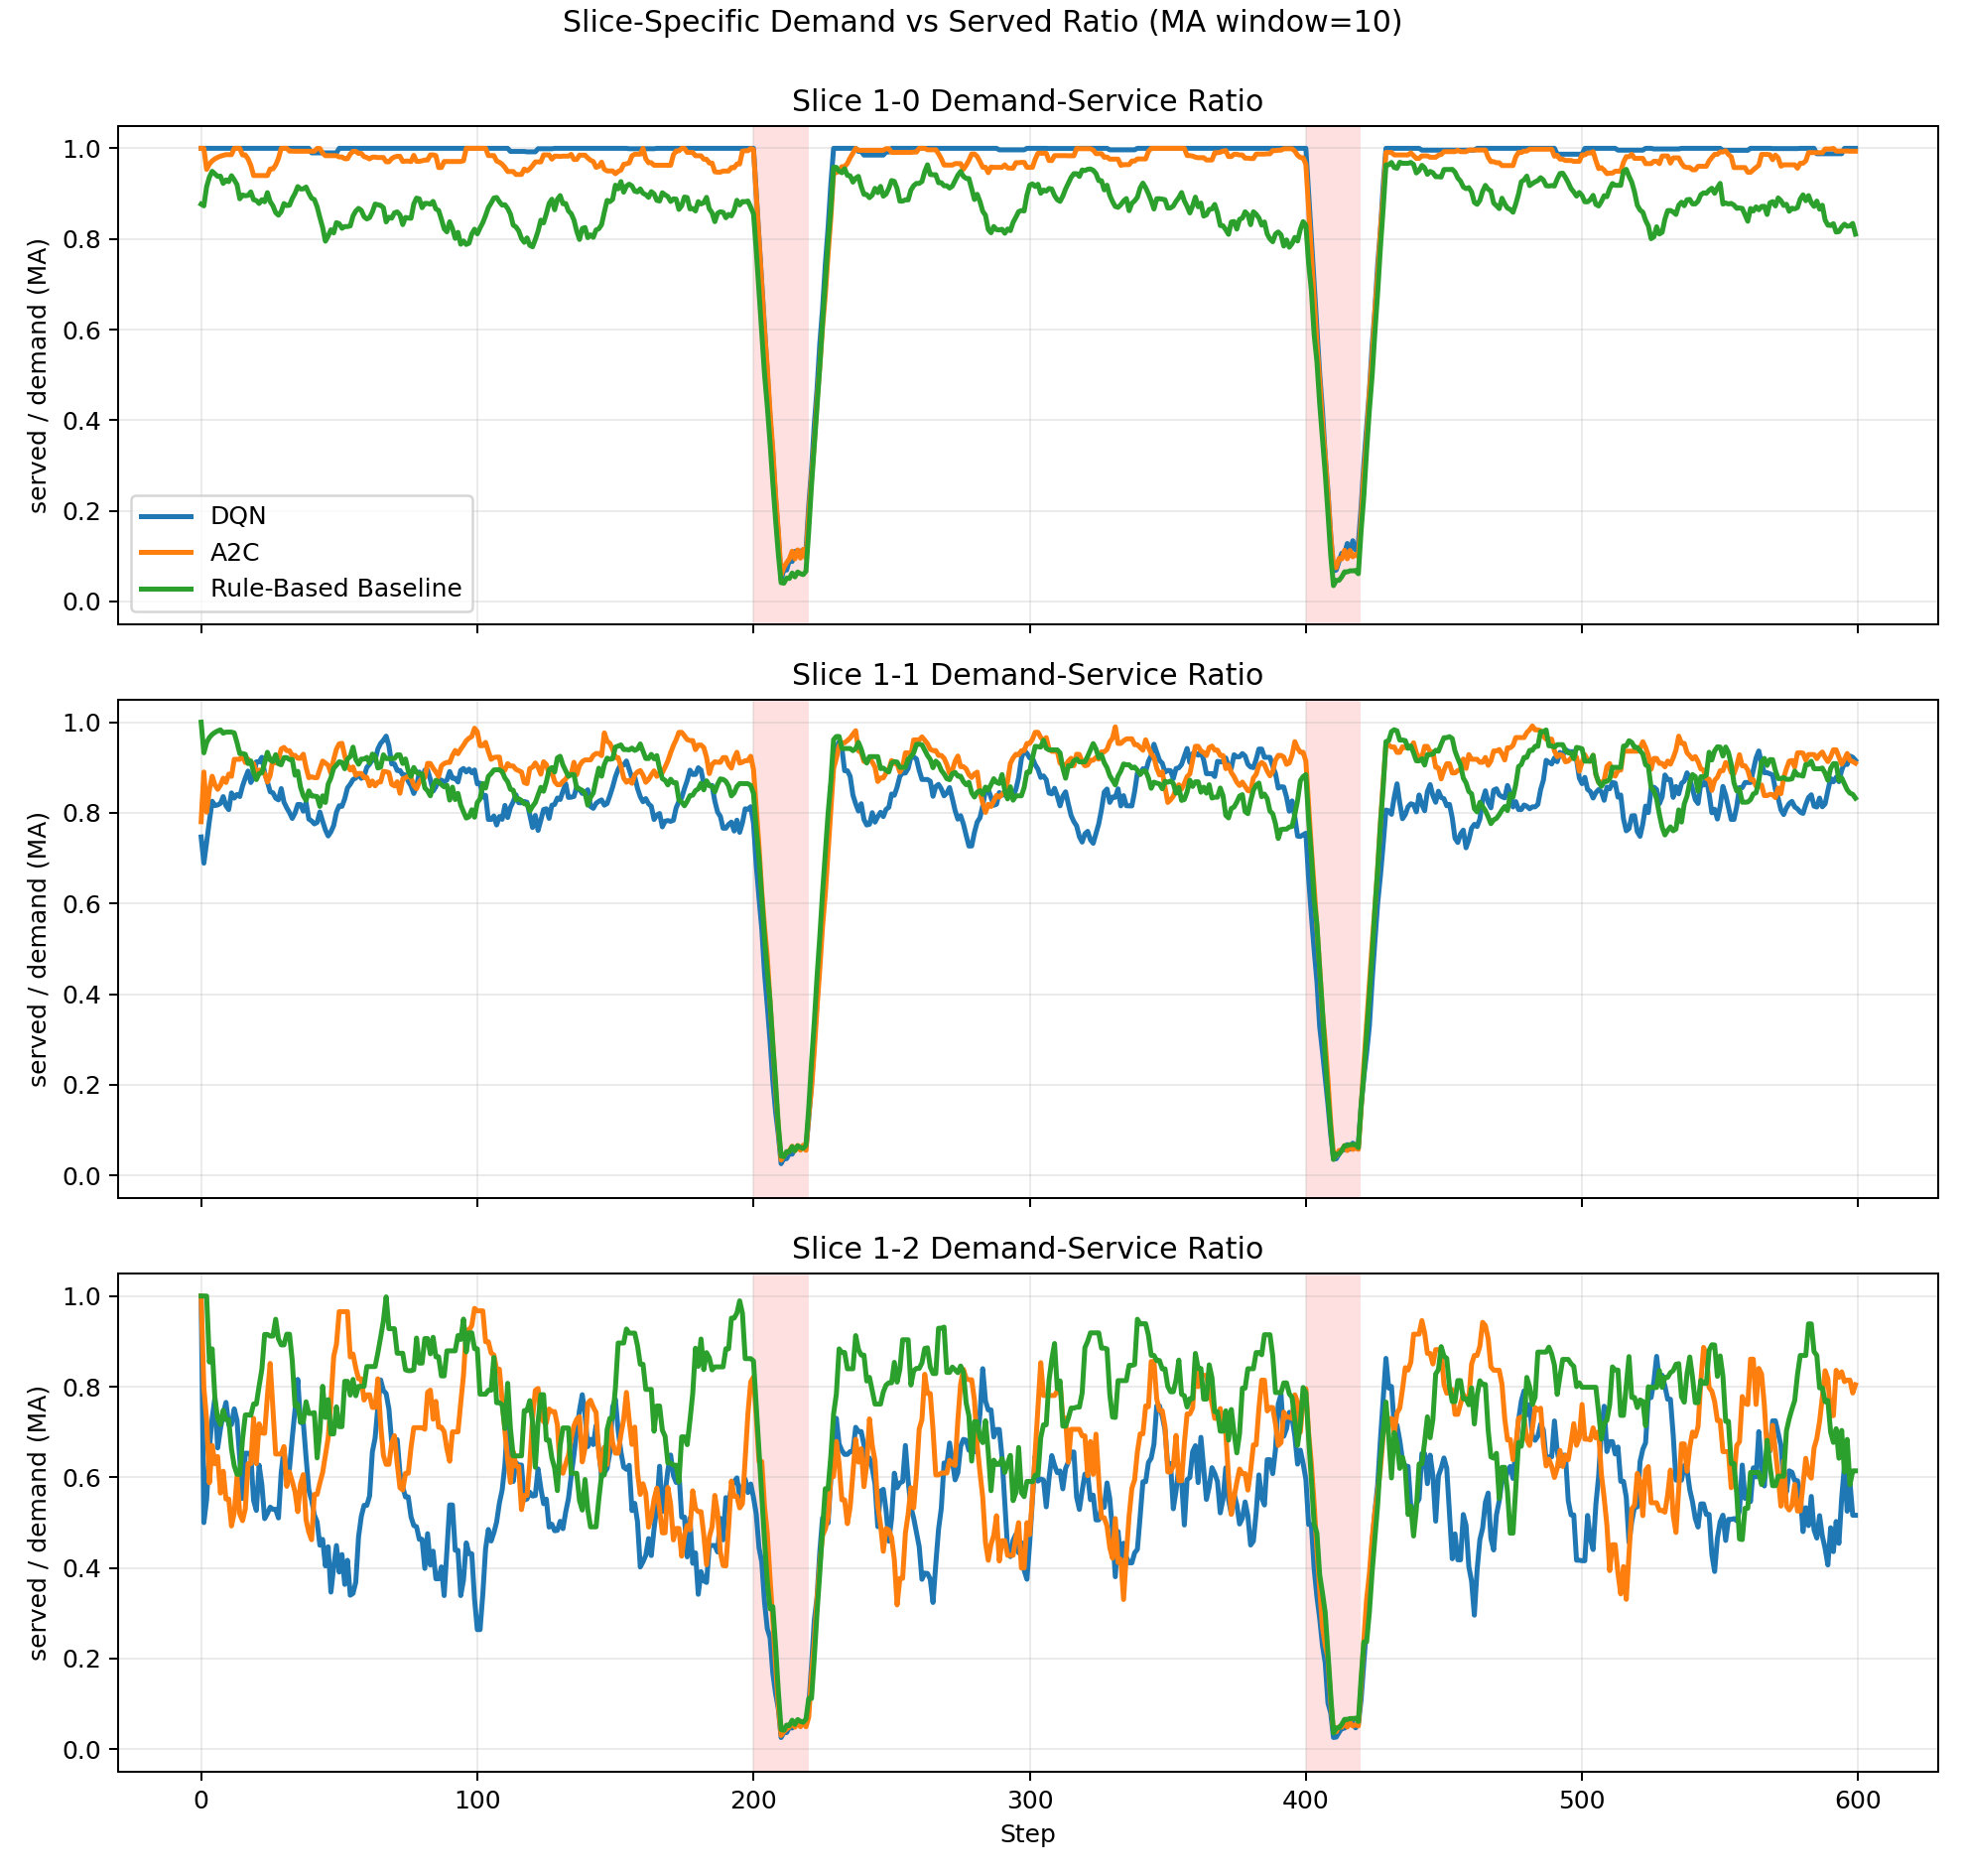 Slice-Specific Demand vs Served Ratio (MA window=10)
Slice 1-0 Demand-Service Ratio
served / demand (MA)
1.0
0.8
0.6
0.4
0.2
0.0
DQN
A2C
Rule-Based Baseline
Slice 1-1 Demand-Service Ratio
served / demand (MA)
1.0
0.8
0.6
0.4
0.2
0.0
Slice 1-2 Demand-Service Ratio
served / demand (MA)
1.0
0.8
0.6
0.4
0.2
0.0
0 100 200 300 400 500 600
Step